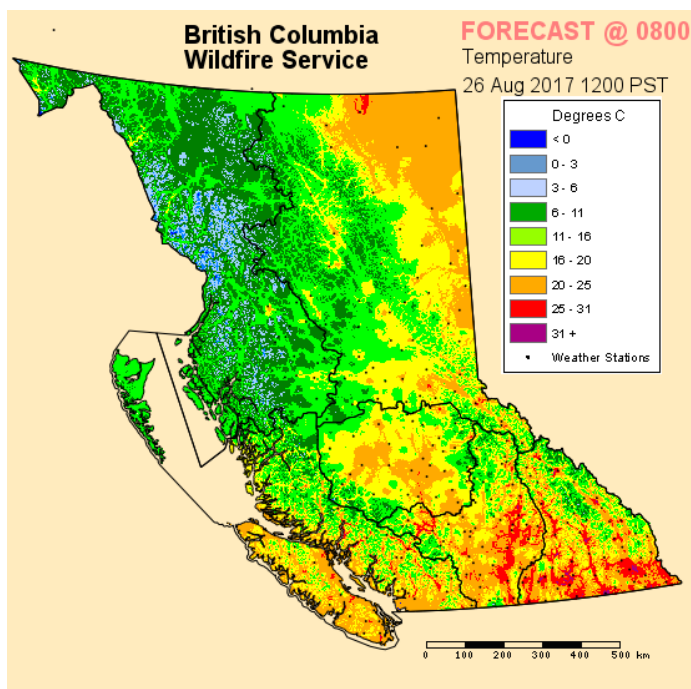 British Columbia
Wildfire Service
FORECAST @ 0800
Temperature
26 Aug 2017 1200 PST
Degrees C
< 0
0 - 3
3 - 6
6 - 11
11 - 16
16 - 20
20 - 25
25 - 31
31 +
Weather Stations
0 100 200 300 400 500 km